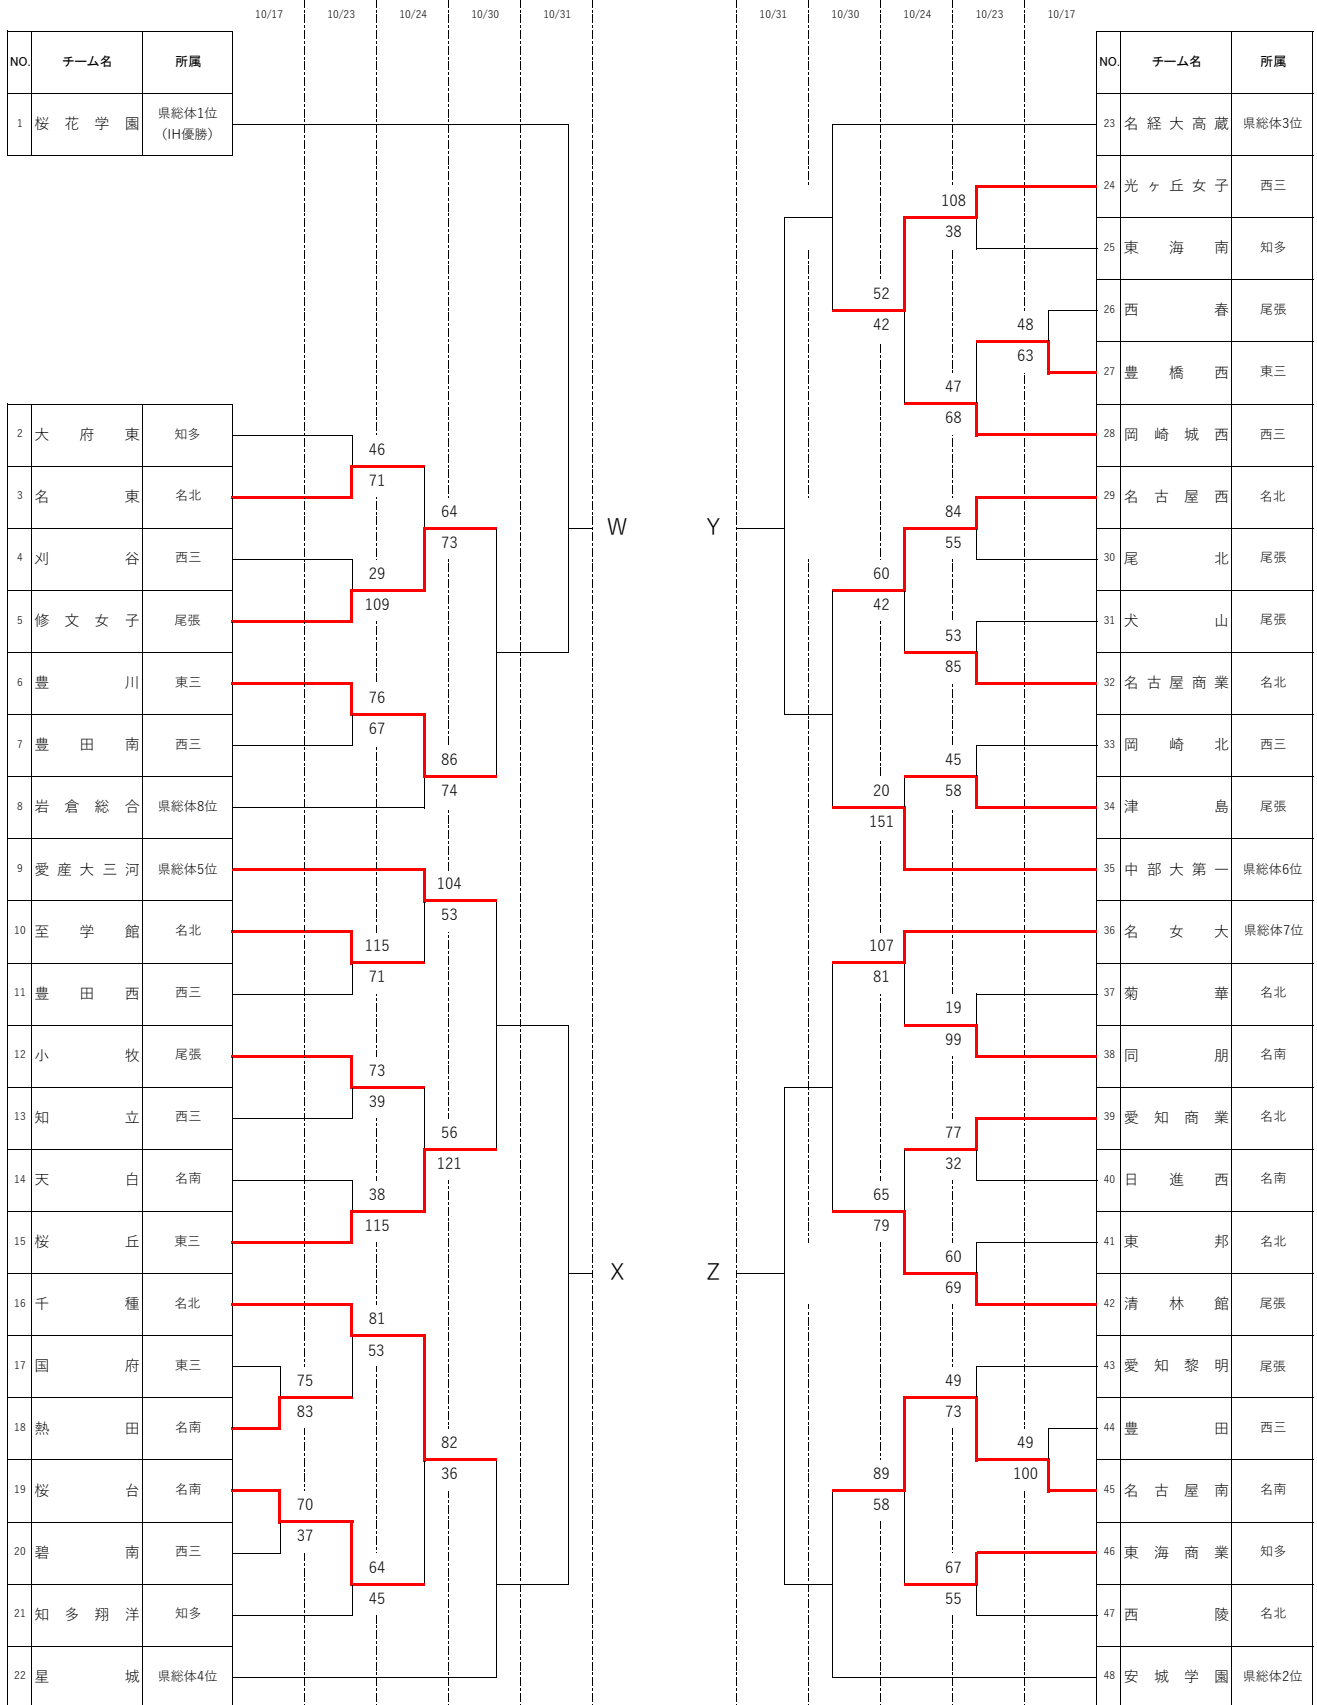 10/17 10/23 10/24 10/30 10/31 10/31 10/30 10/24 10/23 10/17
NO. チーム名 所属
1 桜花学園 県総体1位
（IH優勝）
2 大府東 知多
3 名東 名北
4 刈谷 西三
5 修文女子 尾張
6 豊川 東三
7 豊田南 西三
8 岩倉総合 県総体8位
9 愛産大三河 県総体5位
10 至学館 名北
11 豊田西 西三
12 小牧 尾張
13 知立 西三
14 天白 名南
15 桜丘 東三
16 千種 名北
17 国府 東三
18 熱田 名南
19 桜台 名南
20 碧南 西三
21 知多翔洋 知多
22 星城 県総体4位
75
83
70
37
46
71
29
109
76
67
115
71
73
39
38
115
81
53
64
45
64
73
86
74
104
53
56
121
82
36
W
X
Y
Z
52
42
60
42
20
151
107
81
65
79
89
58
108
38
47
68
84
55
53
85
45
58
19
99
77
32
60
69
49
73
67
55
48
63
49
100
NO. チーム名 所属
23 名経大高蔵 県総体3位
24 光ヶ丘女子 西三
25 東海南 知多
26 西春 尾張
27 豊橋西 東三
28 岡崎城西 西三
29 名古屋西 名北
30 尾北 尾張
31 犬山 尾張
32 名古屋商業 名北
33 岡崎北 西三
34 津島 尾張
35 中部大第一 県総体6位
36 名女大 県総体7位
37 菊華 名北
38 同朋 名南
39 愛知商業 名北
40 日進西 名南
41 東邦 名北
42 清林館 尾張
43 愛知黎明 尾張
44 豊田 西三
45 名古屋南 名南
46 東海商業 知多
47 西陵 名北
48 安城学園 県総体2位